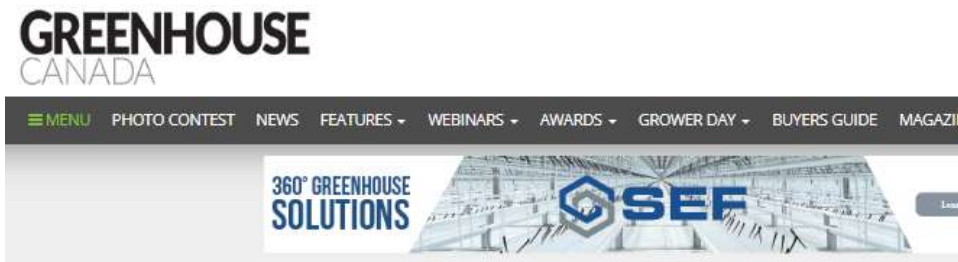 GREENHOUSE
CANADA
MENU PHOTO CONTEST NEWS FEATURES WEBINARS AWARDS GROWER DAY BUYERS GUIDE
360° GREENHOUSE
SOLUTIONS
SEF